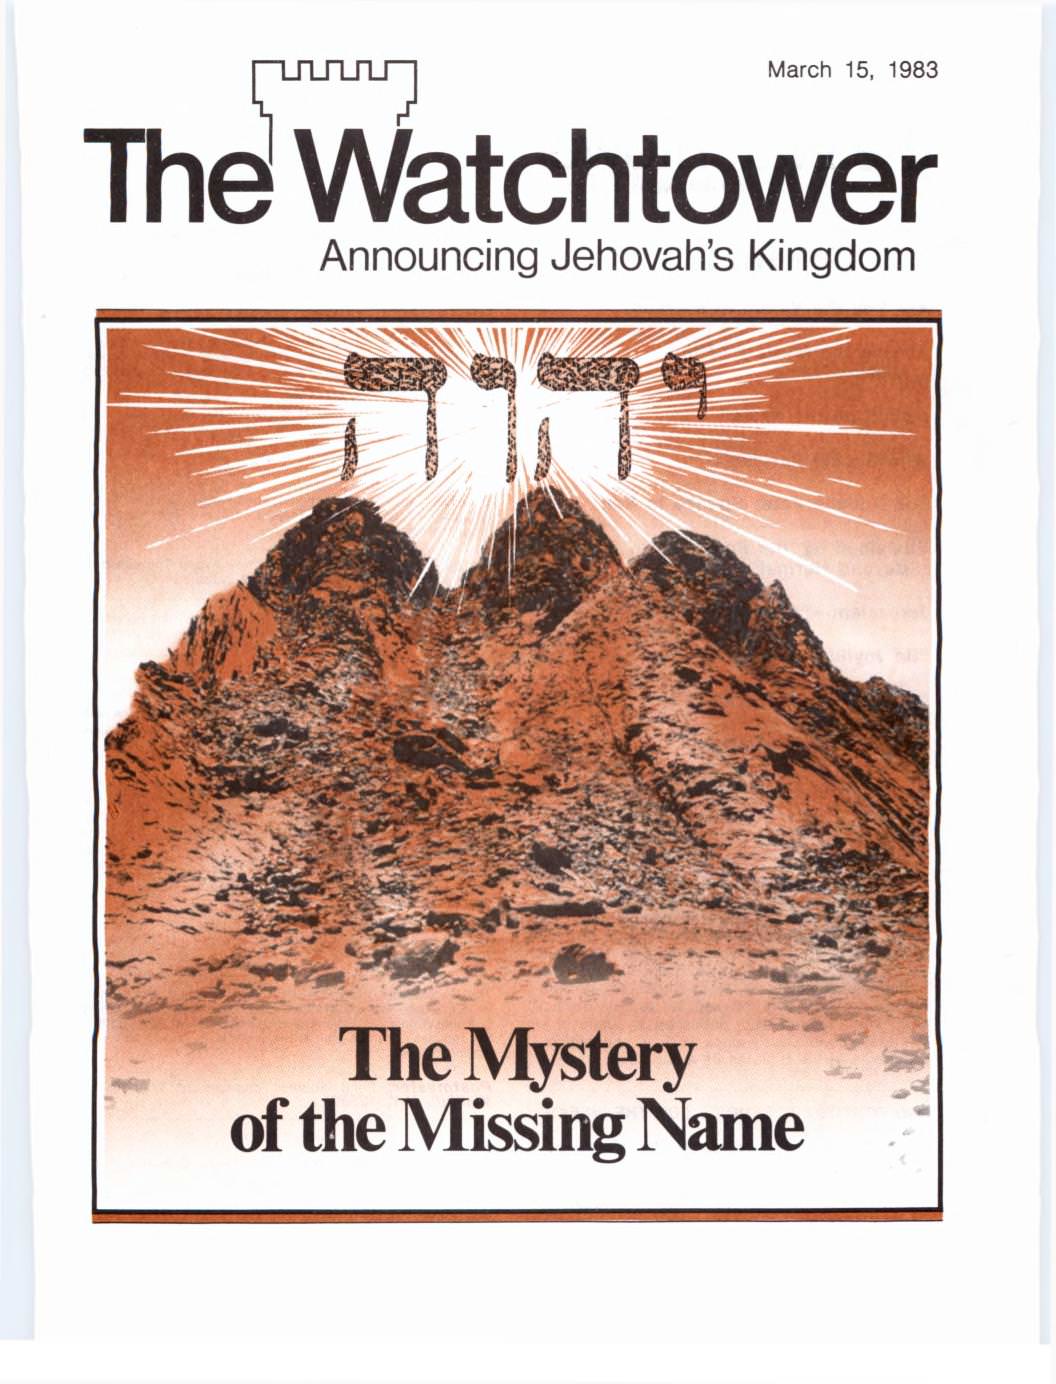 March 15, 1983
The Watchtower
Announcing Jehovah's Kingdom
יהוה
The Mystery
of the Missing Name